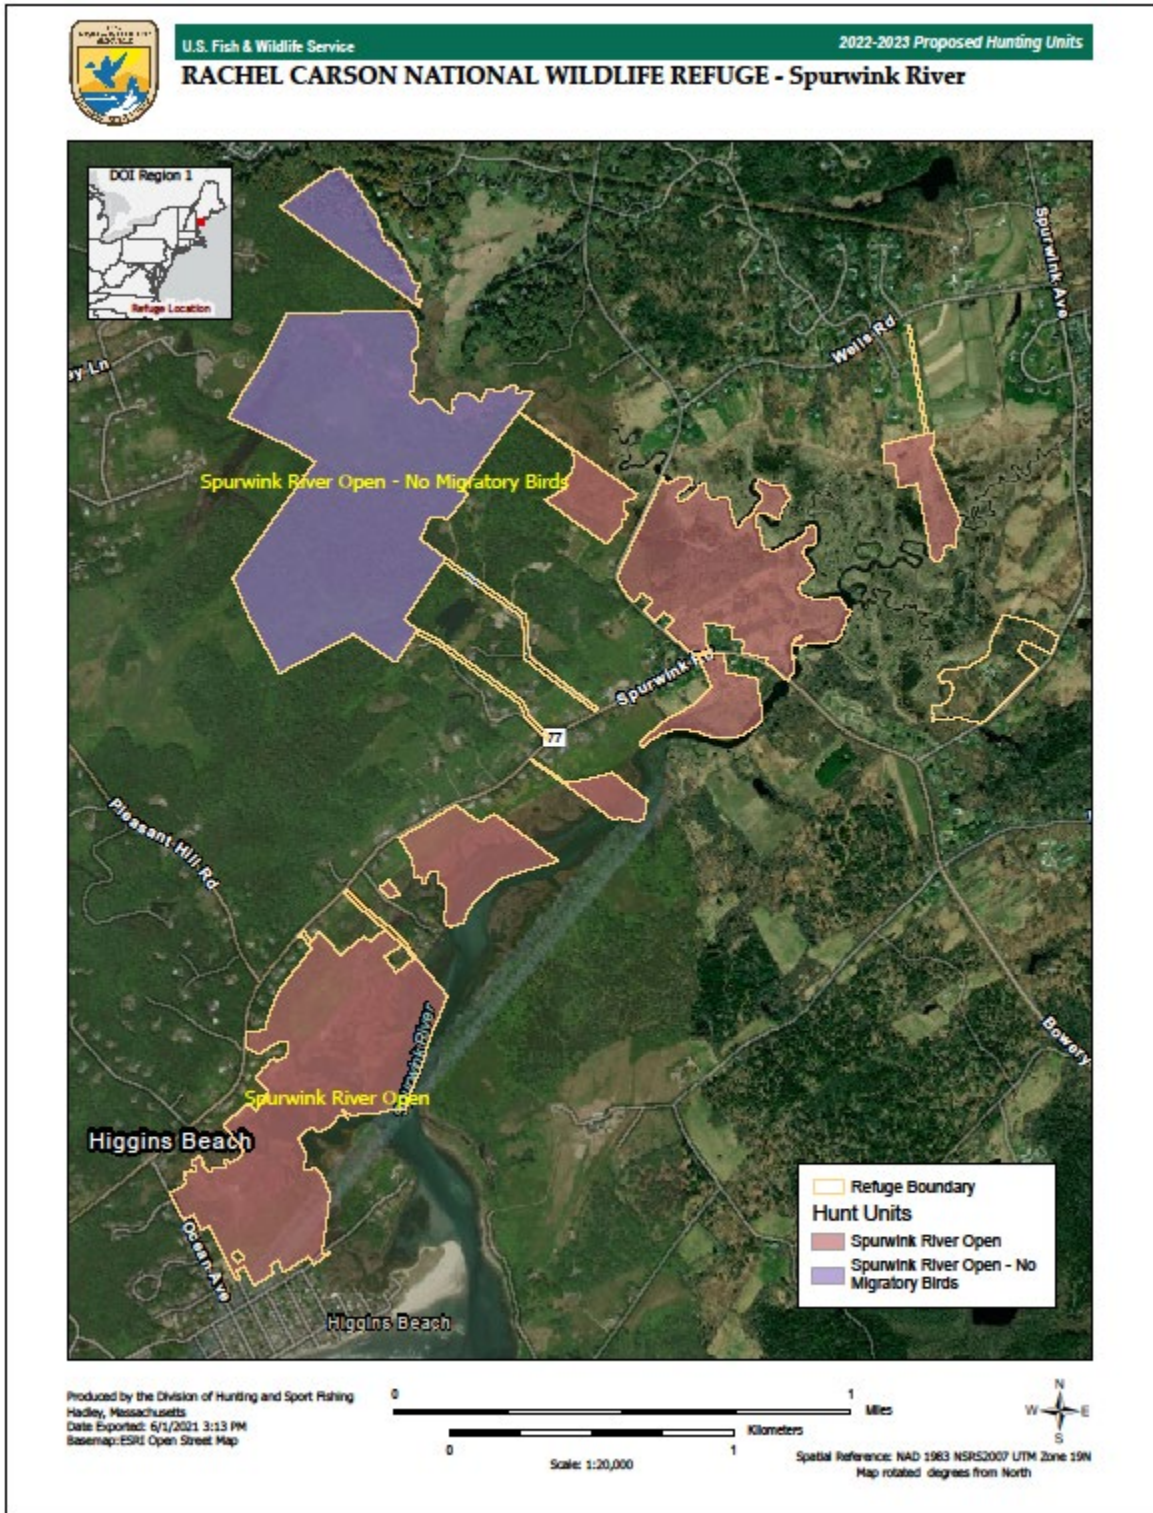 U.S. Fish & Wildlife Service
2022-2023 Proposed Hunting Units
RACHEL CARSON NATIONAL WILDLIFE REFUGE - Spurwink River
DOI Region 1
Refuge Location
Spurwink Ave
Wells Rd
ay Ln
Spurwink River Open - No Migratory Birds
Spurwink Rd
77
Pleasant Hill Rd
Spurwink River
Bowery
Spurwink River Open
Higgins Beach
Ocean Ave
Higgins Beach
Refuge Boundary
Hunt Units
Spurwink River Open
Spurwink River Open - No
Migratory Birds
Produced by the Division of Hunting and Sport Fishing
Hadley, Massachusetts
Date Exported: 6/1/2021 3:13 PM
Basemap:ESRI Open Street Map
0 1
Miles
Kilometers
0 1
Scale: 1:20,000
N
W E
S
Spatial Reference: NAD 1983 NSRS2007 UTM Zone 19N
Map rotated degrees from North